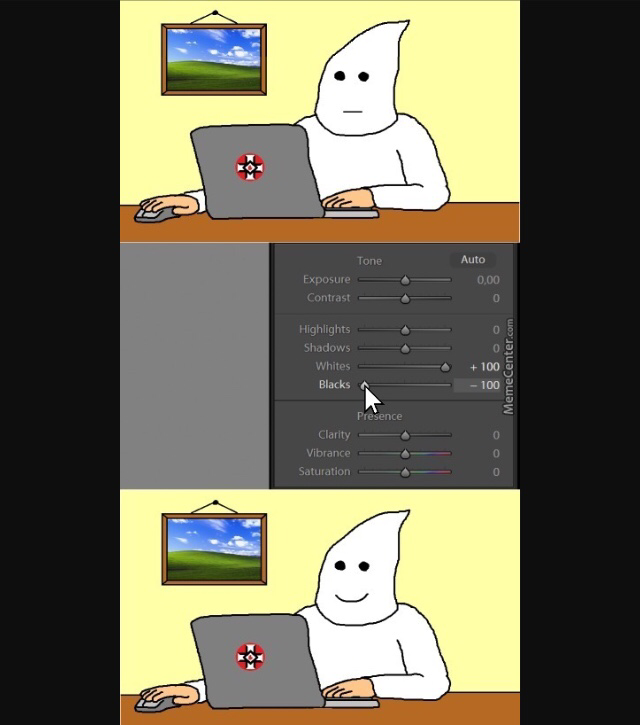 Tone Auto
Exposure 0,00
Contrast 0
Highlights 0
Shadows 0
Whites + 100
Blacks – 100
Presence
Clarity 0
Vibrance 0
Saturation 0
MemeCenter.com